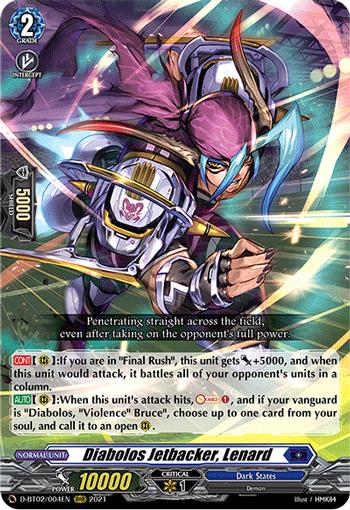 2
GRADE
INTERCEPT
5000
SHIELD
Penetrating straight across the field,
even after taking on the opponent's full power.
CONT [ R ]:If you are in "Final Rush", this unit gets +5000, and when
this unit would attack, it battles all of your opponent's units in a
column.
AUTO [ R ]:When this unit's attack hits, 1, and if your vanguard
is "Diabolos, "Violence" Bruce", choose up to one card from your
soul, and call it to an open R.
NORMAL UNIT
Diabolos Jetbacker, Lenard
POWER 10000
CRITICAL
1
Dark States
Demon
D-BT02/004EN RRR 2021
Illust / HMK84